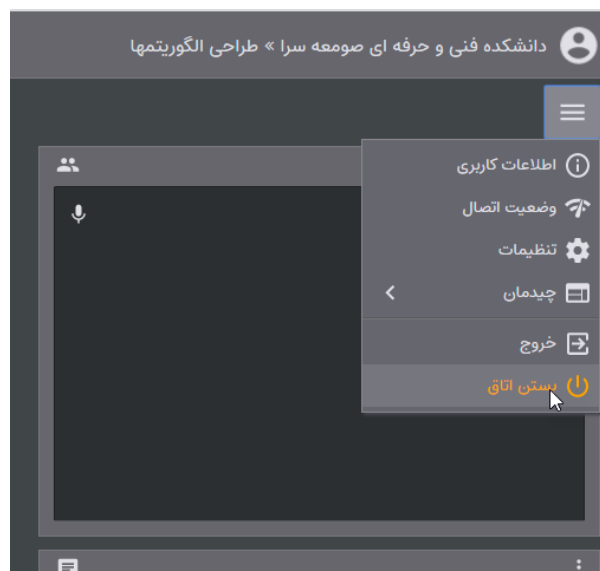 دانشکده فنی و حرفه ای صومعه سرا » طراحی الگوریتمها
اطلاعات کاربری
وضعیت اتصال
تنظیمات
چیدمان
خروج
بستن اتاق